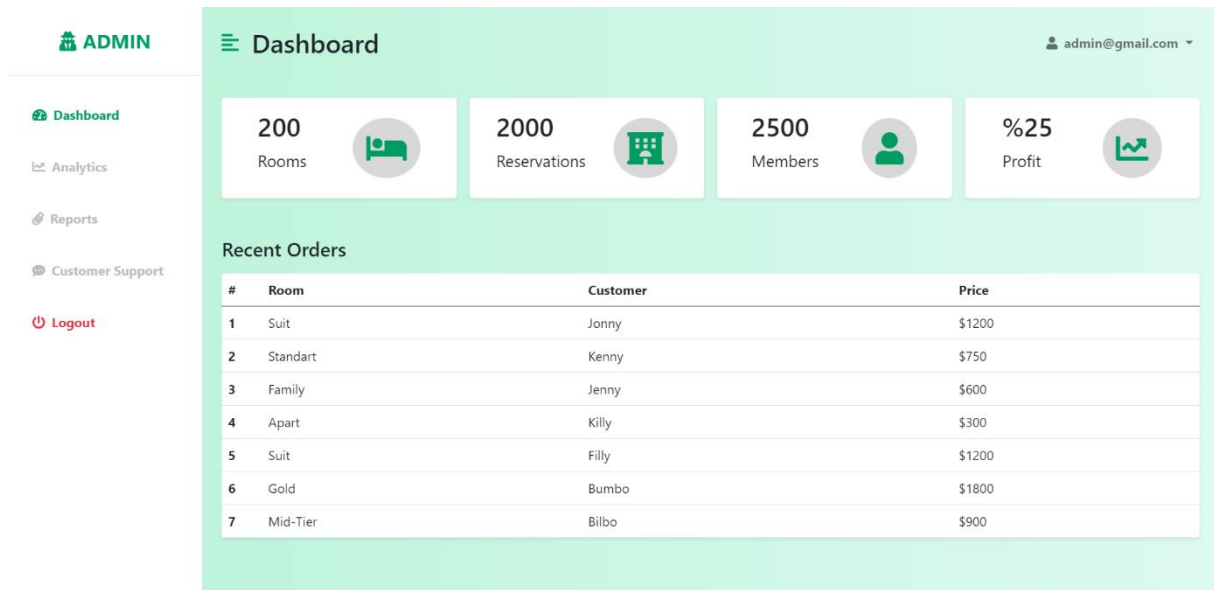 ADMIN
Dashboard
admin@gmail.com
Dashboard
Analytics
Reports
Customer Support
Logout
200
Rooms
2000
Reservations
2500
Members
%25
Profit
Recent Orders
# Room Customer Price
1 Suit Jonny $1200
2 Standart Kenny $750
3 Family Jenny $600
4 Apart Killy $300
5 Suit Filly $1200
6 Gold Bumbo $1800
7 Mid-Tier Bilbo $900